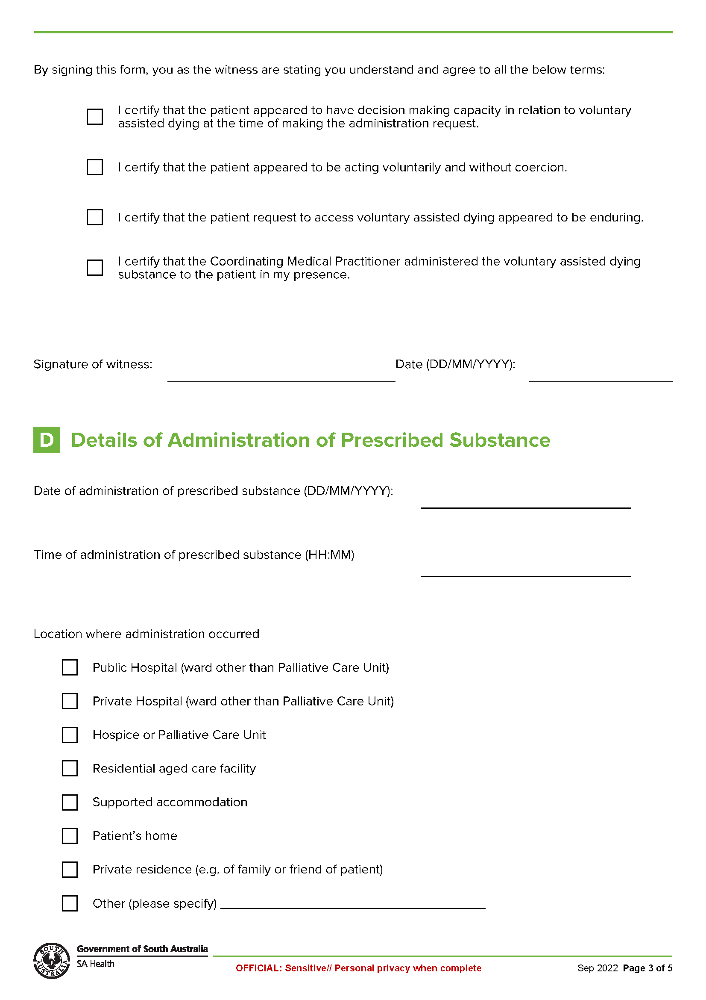 By signing this form, you as the witness are stating you understand and agree to all the below terms:
I certify that the patient appeared to have decision making capacity in relation to voluntary
assisted dying at the time of making the administration request.
I certify that the patient appeared to be acting voluntarily and without coercion.
I certify that the patient request to access voluntary assisted dying appeared to be enduring.
I certify that the Coordinating Medical Practitioner administered the voluntary assisted dying
substance to the patient in my presence.
Signature of witness: Date (DD/MM/YYYY):
D Details of Administration of Prescribed Substance
Date of administration of prescribed substance (DD/MM/YYYY):
Time of administration of prescribed substance (HH:MM)
Location where administration occurred
Public Hospital (ward other than Palliative Care Unit)
Private Hospital (ward other than Palliative Care Unit)
Hospice or Palliative Care Unit
Residential aged care facility
Supported accommodation
Patient’s home
Private residence (e.g. of family or friend of patient)
Other (please specify)
SOUTH AUSTRALIA
Government of South Australia
SA Health
OFFICIAL: Sensitive// Personal privacy when complete
Sep 2022 Page 3 of 5